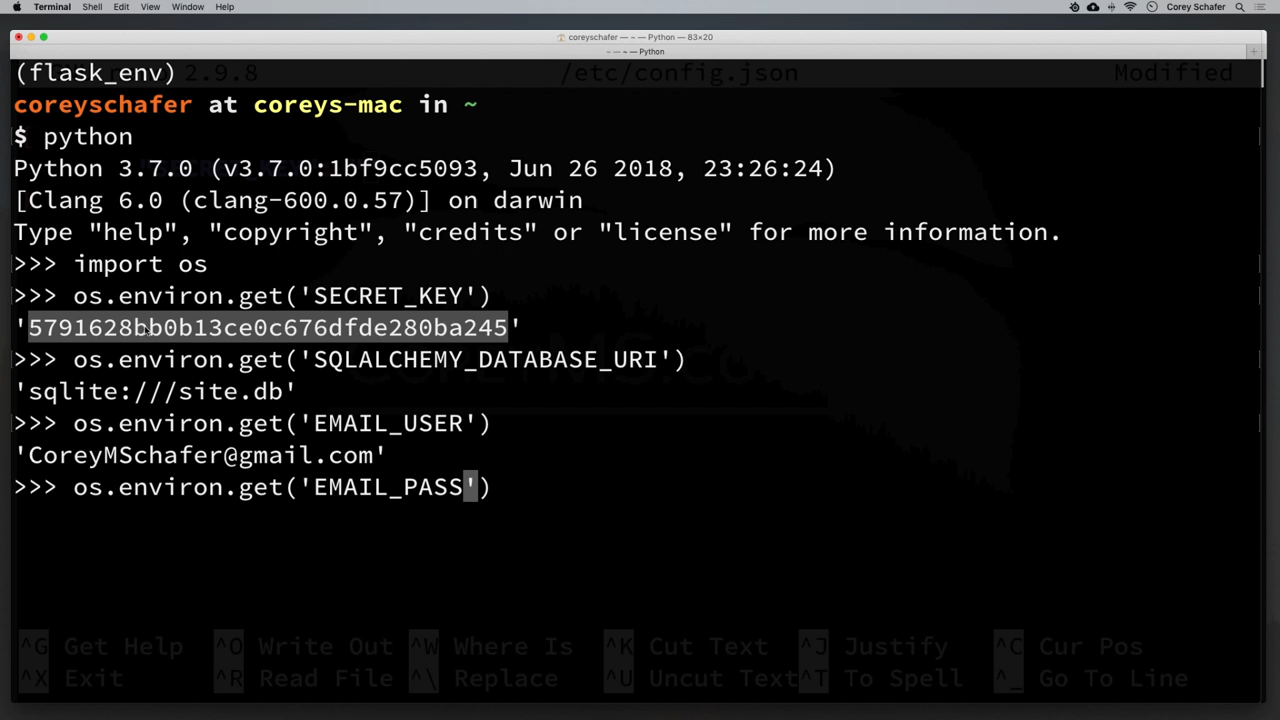 Terminal Shell Edit View Window Help Corey Schafer
coreyschafer — ~ — Python — 83×20
~ — ~ — Python
(flask_env) 2.9.8 /etc/config.json Modified
coreyschafer at coreys-mac in ~
$ python
Python 3.7.0 (v3.7.0:1bf9cc5093, Jun 26 2018, 23:26:24)
[Clang 6.0 (clang-600.0.57)] on darwin
Type "help", "copyright", "credits" or "license" for more information.
>>> import os
>>> os.environ.get('SECRET_KEY')
'5791628bb0b13ce0c676dfde280ba245'
>>> os.environ.get('SQLALCHEMY_DATABASE_URI')
'sqlite:///site.db'
>>> os.environ.get('EMAIL_USER')
'CoreyMSchafer@gmail.com'
>>> os.environ.get('EMAIL_PASS')
^G Get Help ^O Write Out ^W Where Is ^K Cut Text ^J Justify ^C Cur Pos
^X Exit ^R Read File ^\ Replace ^U Uncut Text ^T To Spell ^_ Go To Line